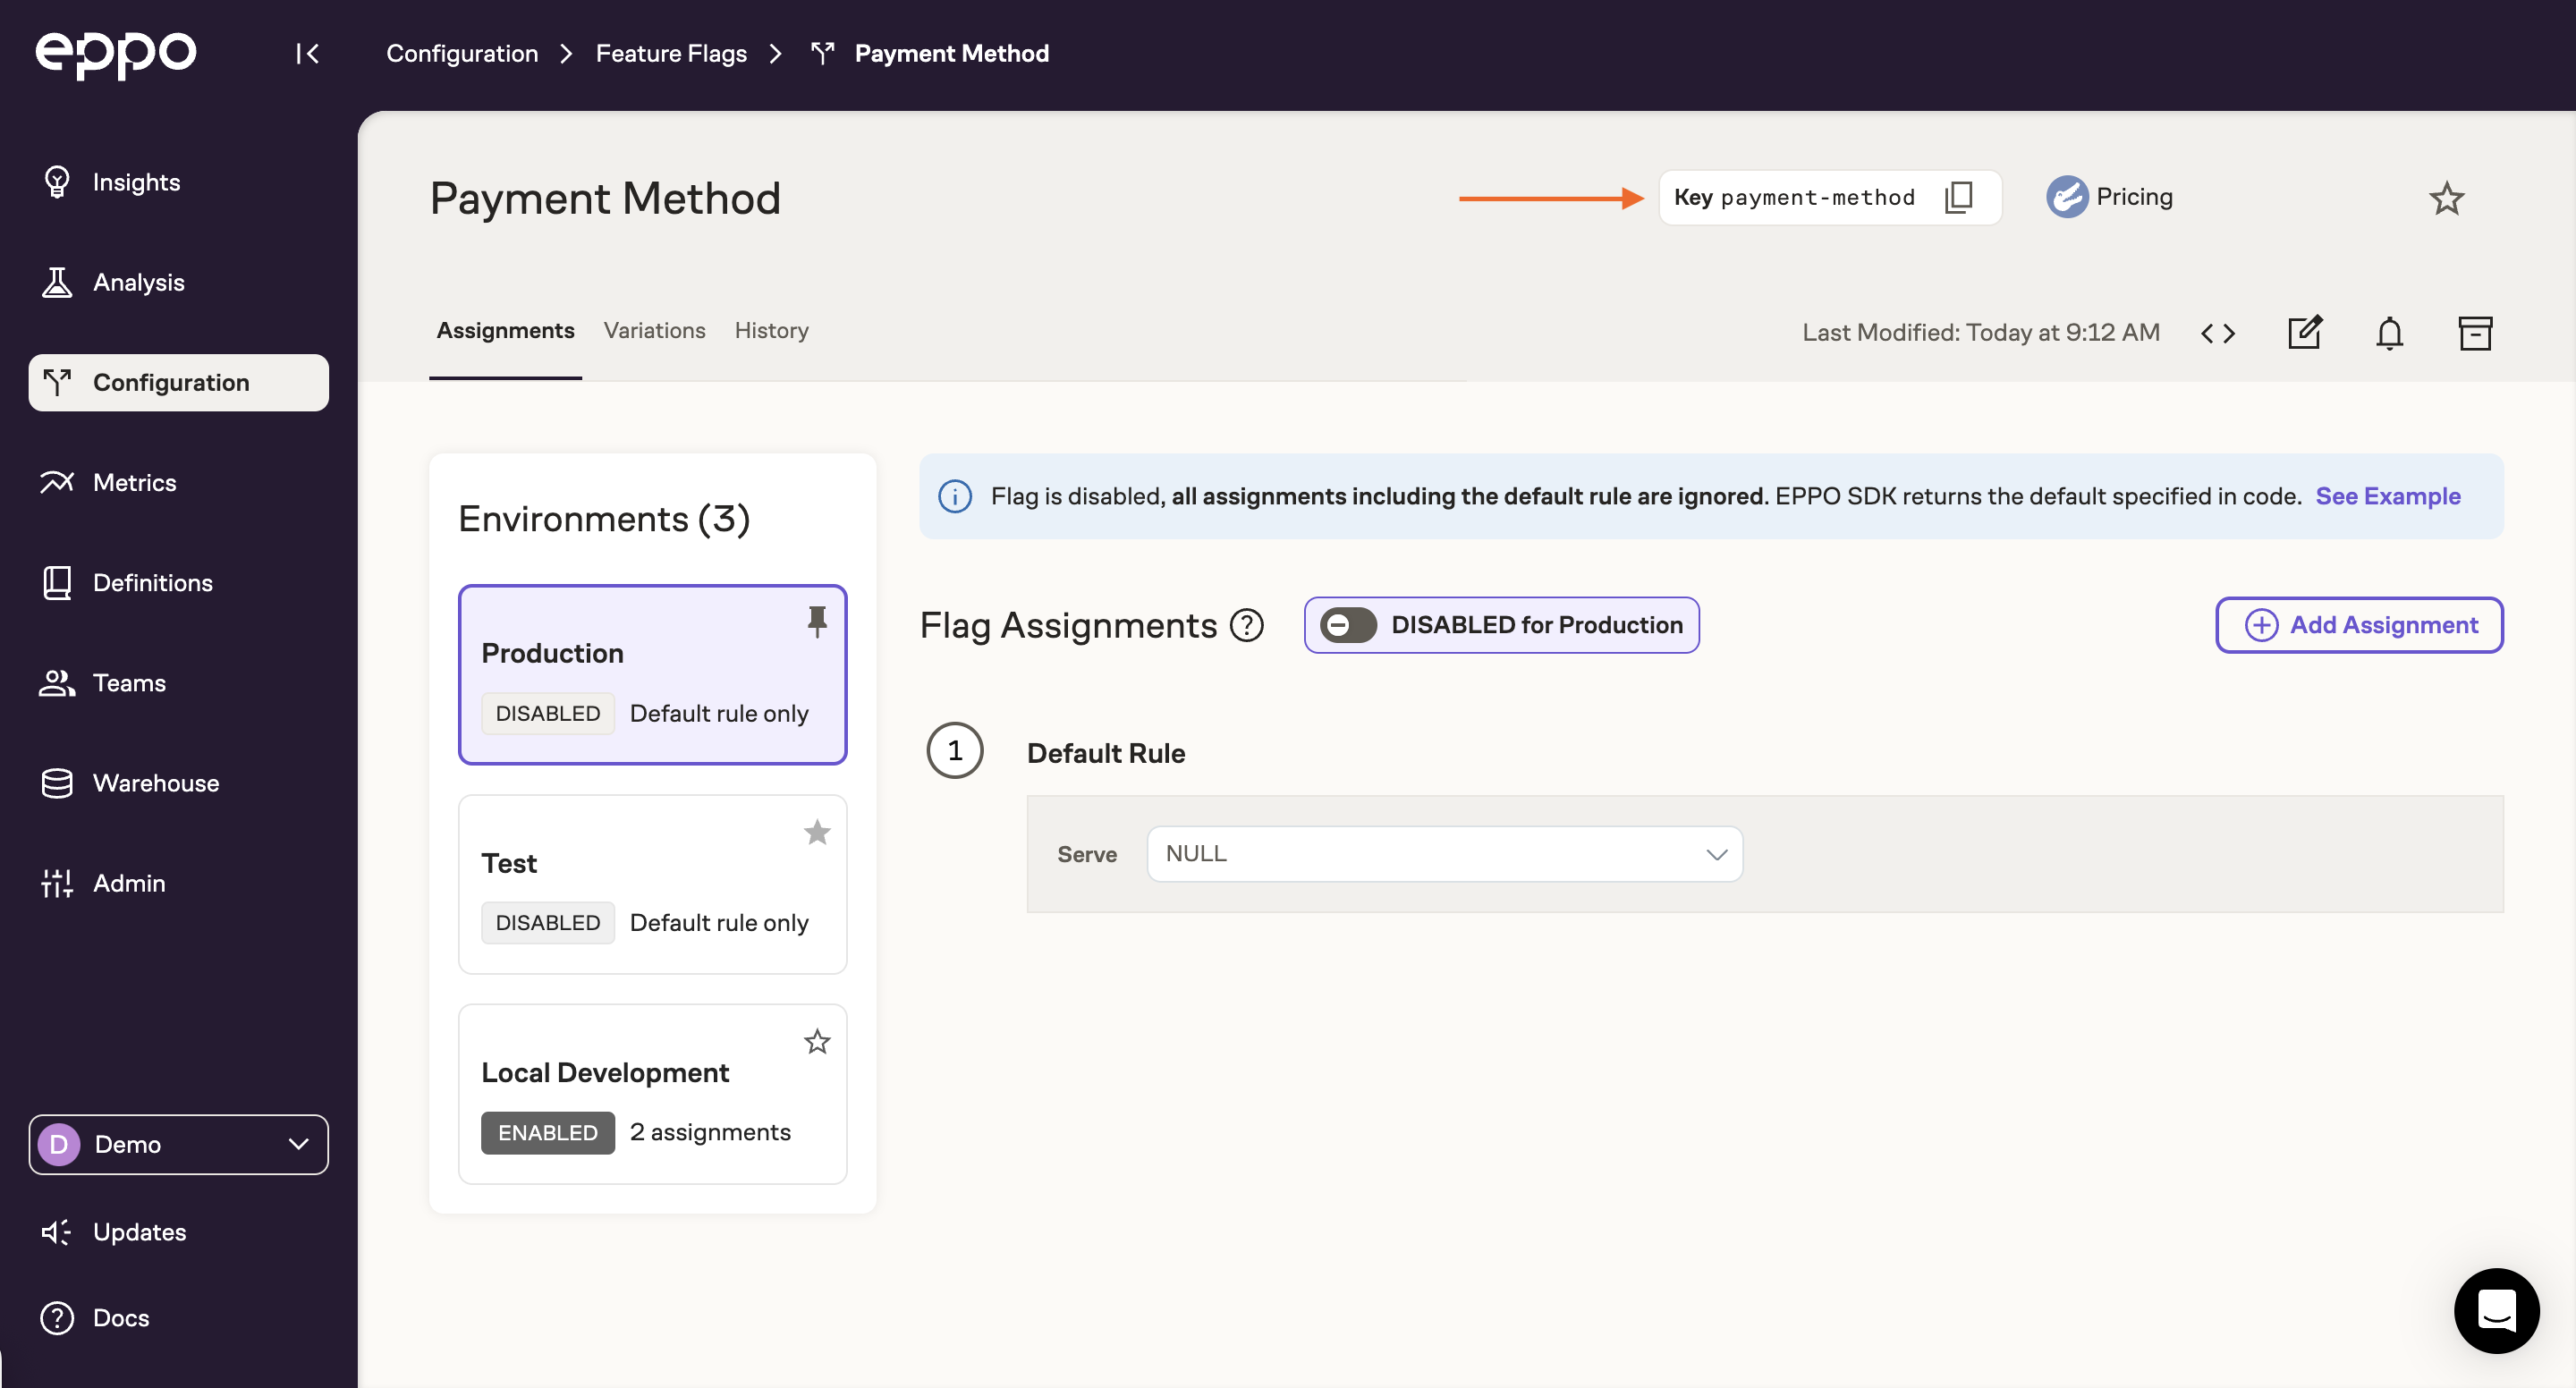 eppo
Configuration > Feature Flags > Payment Method
Insights
Analysis
Configuration
Metrics
Definitions
Teams
Warehouse
Admin
D Demo
Updates
Docs
Payment Method
Key payment-method
Pricing
Assignments Variations History
Last Modified: Today at 9:12 AM
Environments (3)
Production
DISABLED Default rule only
Test
DISABLED Default rule only
Local Development
ENABLED 2 assignments
Flag is disabled, all assignments including the default rule are ignored. EPPO SDK returns the default specified in code. See Example
Flag Assignments
DISABLED for Production
Add Assignment
1 Default Rule
Serve NULL